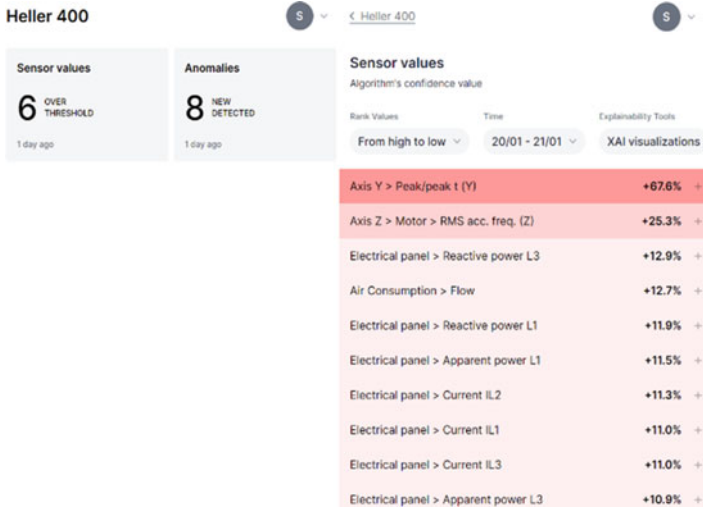 Heller 400
S
Sensor values
6 OVER THRESHOLD
1 day ago
Anomalies
8 NEW DETECTED
1 day ago
< Heller 400
S
Sensor values
Algorithm's confidence value
Rank Values
From high to low
Time
20/01 - 21/01
Explainability Tools
XAI visualizations
Axis Y > Peak/peak t (Y) +67.6% +
Axis Z > Motor > RMS acc. freq. (Z) +25.3% +
Electrical panel > Reactive power L3 +12.9% +
Air Consumption > Flow +12.7% +
Electrical panel > Reactive power L1 +11.9% +
Electrical panel > Apparent power L1 +11.5% +
Electrical panel > Current IL2 +11.3% +
Electrical panel > Current IL1 +11.0% +
Electrical panel > Current IL3 +11.0% +
Electrical panel > Apparent power L3 +10.9% +